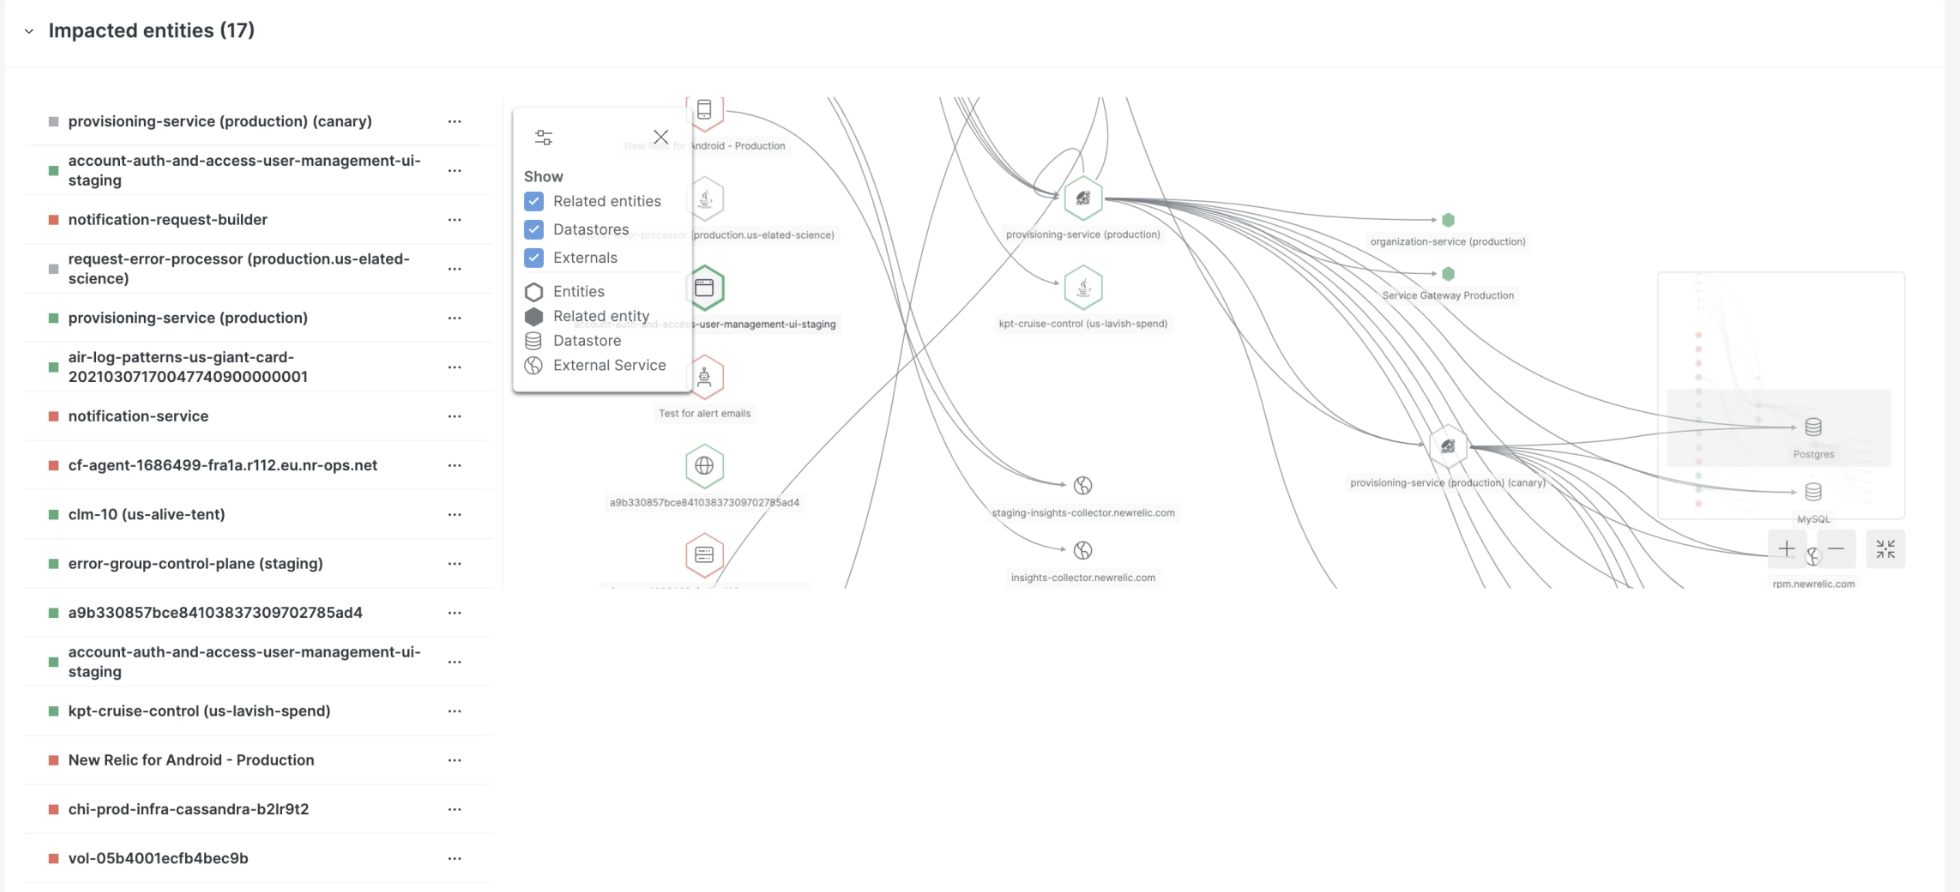 Impacted entities (17)
provisioning-service (production) (canary)
account-auth-and-access-user-management-ui-
staging
notification-request-builder
request-error-processor (production.us-elated-
science)
provisioning-service (production)
air-log-patterns-us-giant-card-
20210307170047740900000001
notification-service
cf-agent-1686499-fra1a.r112.eu.nr-ops.net
clm-10 (us-alive-tent)
error-group-control-plane (staging)
a9b330857bce84103837309702785ad4
account-auth-and-access-user-management-ui-
staging
kpt-cruise-control (us-lavish-spend)
New Relic for Android - Production
chi-prod-infra-cassandra-b2lr9t2
vol-05b4001ecfb4bec9b
Show
Related entities
Datastores
Externals
Entities
Related entity
Datastore
External Service
New Relic for Android - Production
(production.us-elated-science)
account-auth-and-access-user-management-ui-staging
Test for alert emails
a9b330857bce84103837309702785ad4
provisioning-service (production)
kpt-cruise-control (us-lavish-spend)
staging-insights-collector.newrelic.com
insights-collector.newrelic.com
organization-service (production)
Service Gateway Production
provisioning-service (production) (canary)
Postgres
MySQL
rpm.newrelic.com